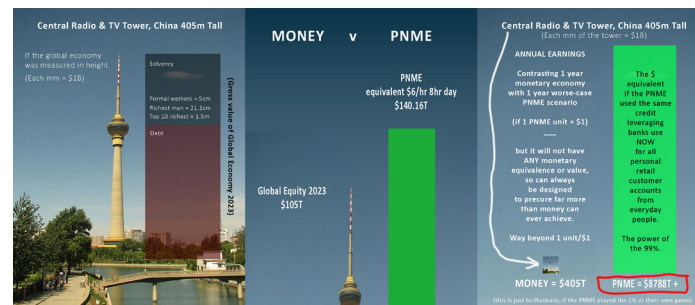 Central Radio & TV Tower, China 405m Tall
If the global economy
was measured in height
(Each mm = $1B)
Solvency
Formal workers = 5cm
Richest man = 21.1cm
Top 10 richest = 1.5m
Debt
(Gross value of Global Economy 2023)
MONEY v PNME
PNME
equivalent $6/hr 8hr day
$140.16T
Global Equity 2023
$105T
Central Radio & TV Tower, China 405m Tall
(Each mm of the tower = $1B)
ANNUAL EARNINGS
Contrasting 1 year
monetary economy
with 1 year worse-case
PNME scenario
(if 1 PNME unit = $1)
but it will not have
ANY monetary
equivalence or value,
so can always
be designed
to precure far more
than money can
ever achieve.
Way beyond 1 unit/$1
MONEY = $405T
The $
equivalent
if the PNME
used the same
credit
leveraging
banks use
NOW
for all
personal
retail
customer
accounts
from
everyday
people.
The power of
the 99%.
PNME = $8788T +
(this is just to illustrate, if the PNME played the 1% at their own game)